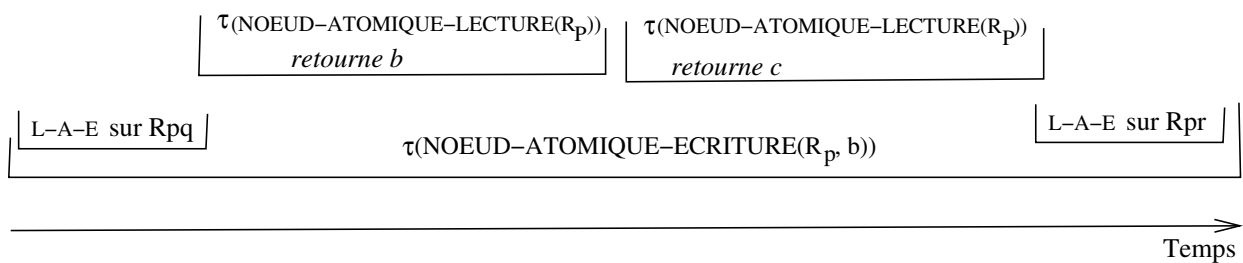 τ(NOEUD–ATOMIQUE–LECTURE(R_P)) τ(NOEUD–ATOMIQUE–LECTURE(R_P))
retourne b retourne c
L–A–E sur Rpq L–A–E sur Rpr
τ(NOEUD–ATOMIQUE–ECRITURE(R_p, b))
Temps